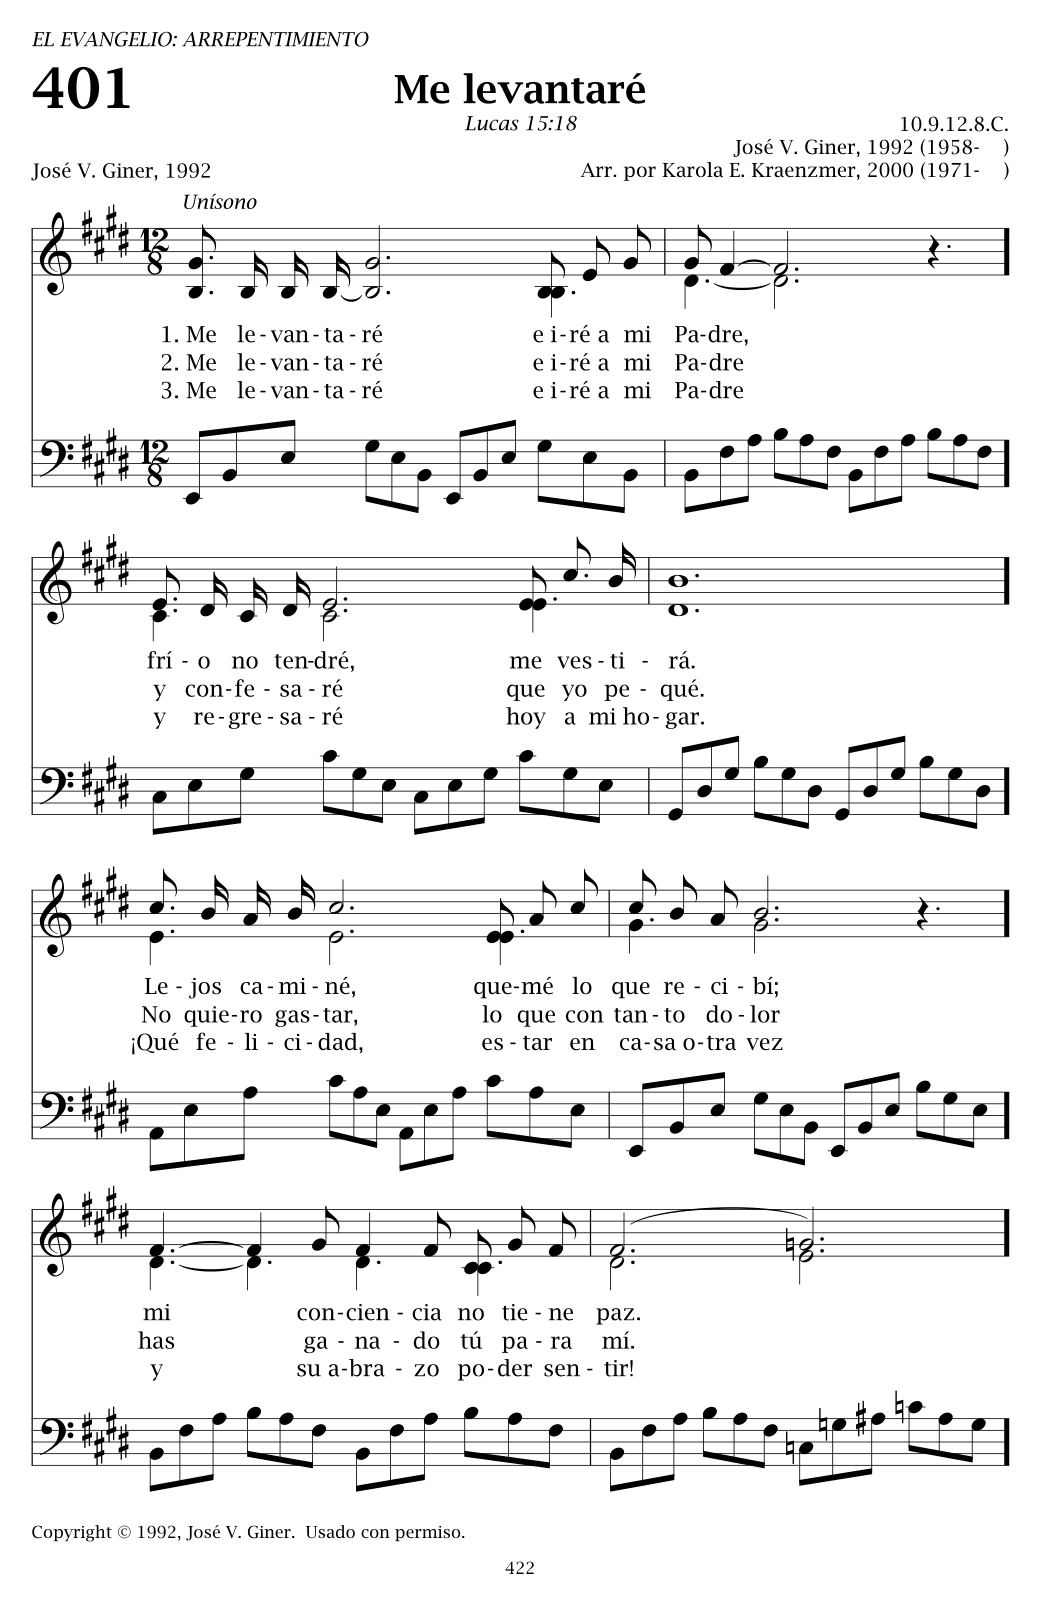 EL EVANGELIO: ARREPENTIMIENTO
401
Me levantaré
Lucas 15:18
10.9.12.8.C.
José V. Giner, 1992 (1958- )
José V. Giner, 1992
Arr. por Karola E. Kraenzmer, 2000 (1971- )
Unísono
12
8
1. Me le - van - ta - ré e i - ré a mi Pa - dre,
2. Me le - van - ta - ré e i - ré a mi Pa - dre
3. Me le - van - ta - ré e i - ré a mi Pa - dre
12
8
frí - o no ten - dré, me ves - ti - rá.
y con - fe - sa - ré que yo pe - qué.
y re - gre - sa - ré hoy a mi ho - gar.
Le - jos ca - mi - né, que - mé lo que re - ci - bí;
No quie - ro gas - tar, lo que con tan - to do - lor
¡Qué fe - li - ci - dad, es - tar en ca - sa o - tra vez
mi con - cien - cia no tie - ne paz.
has ga - na - do tú pa - ra mí.
y su a - bra - zo po - der sen - tir!
Copyright © 1992, José V. Giner. Usado con permiso.
422